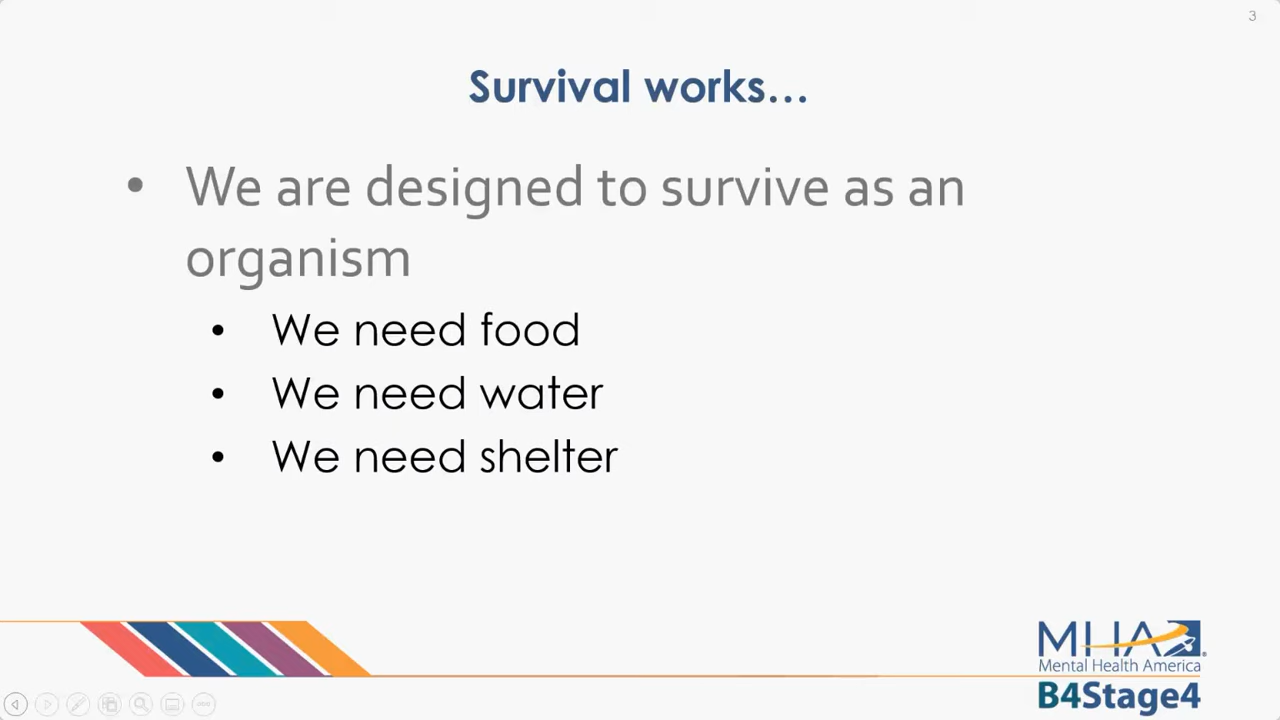 3
Survival works…
• We are designed to survive as an
organism
• We need food
• We need water
• We need shelter
MHA®
Mental Health America
B4Stage4